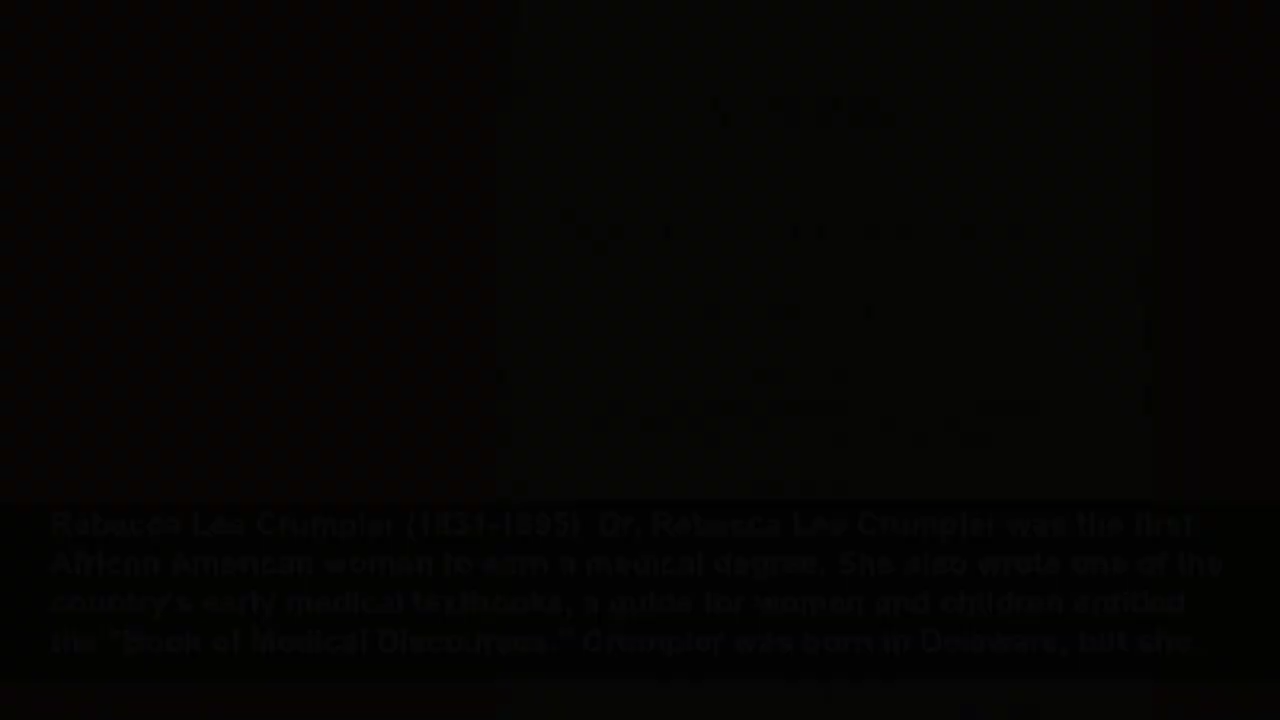 Rebecca Lee Crumpler (1831-1895) Dr. Rebecca Lee Crumpler was the first
African American woman to earn a medical degree. She also wrote one of the
country's early medical textbooks, a guide for women and children entitled
the "Book of Medical Discourses." Crumpler was born in Delaware, but she